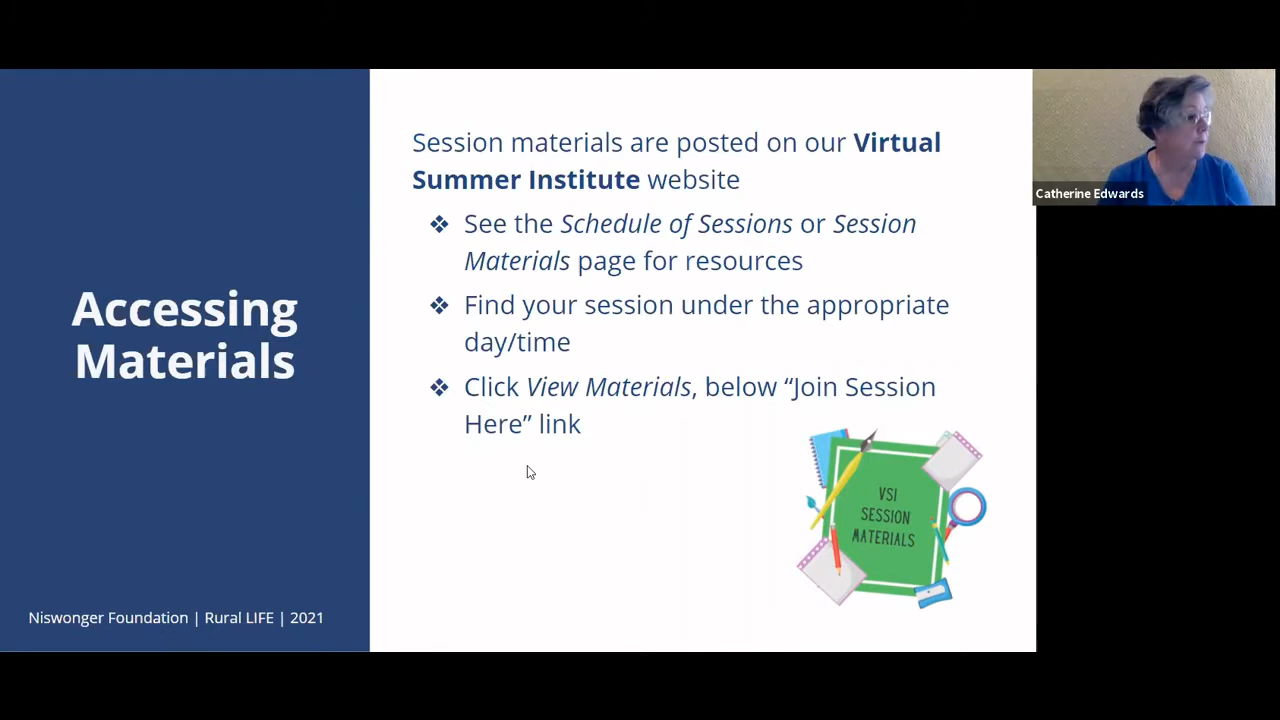 Accessing
Materials
Niswonger Foundation | Rural LIFE | 2021
Session materials are posted on our Virtual
Summer Institute website
❖ See the Schedule of Sessions or Session
Materials page for resources
❖ Find your session under the appropriate
day/time
❖ Click View Materials, below “Join Session
Here” link
VSI
SESSION
MATERIALS
Catherine Edwards